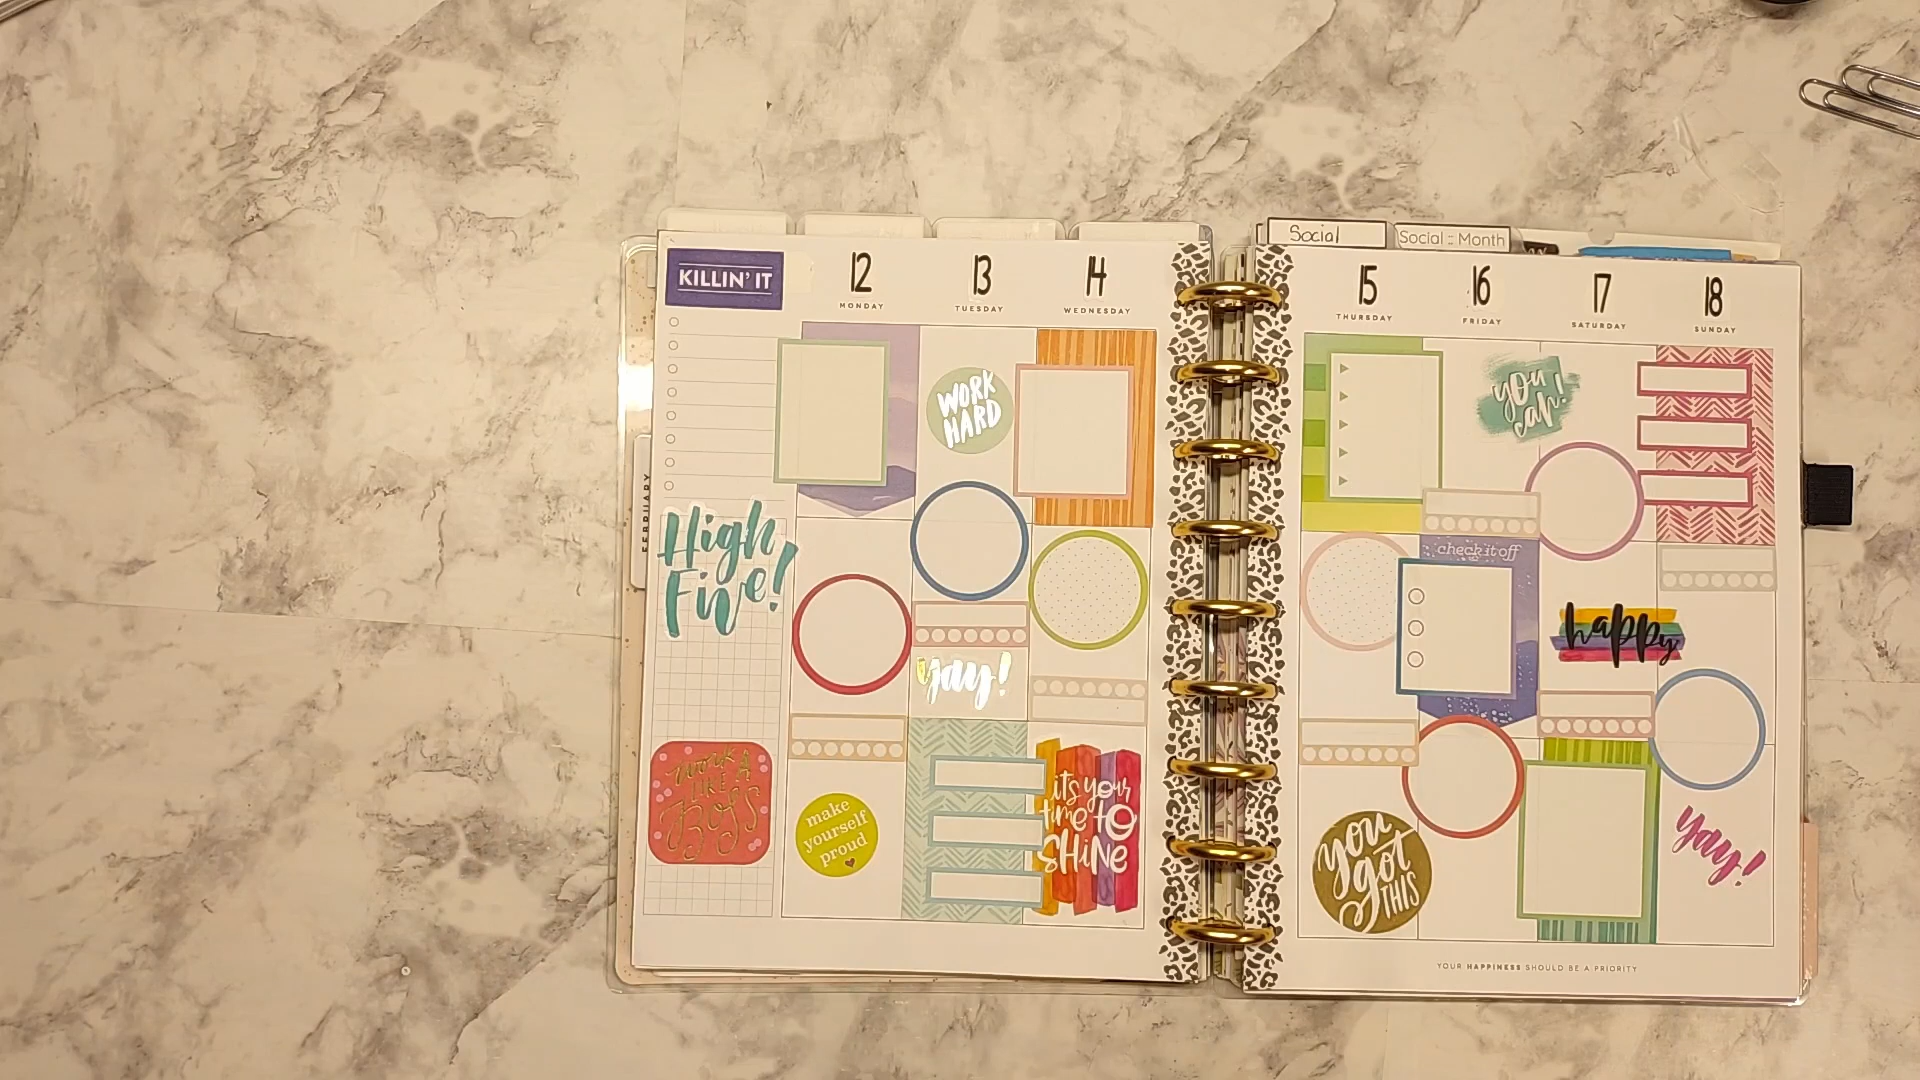 Social
Social :: Month
KILLIN' IT
12
MONDAY
13
TUESDAY
14
WEDNESDAY
15
THURSDAY
16
FRIDAY
17
SATURDAY
18
SUNDAY
FEBRUARY
WORK
HARD
High
Five!
yay!
work
LIKE A
BOSS
make
yourself
proud
it's your
time to
SHINE
you
can!
check it off
happy
you
got
THIS
yay!
YOUR HAPPINESS SHOULD BE A PRIORITY